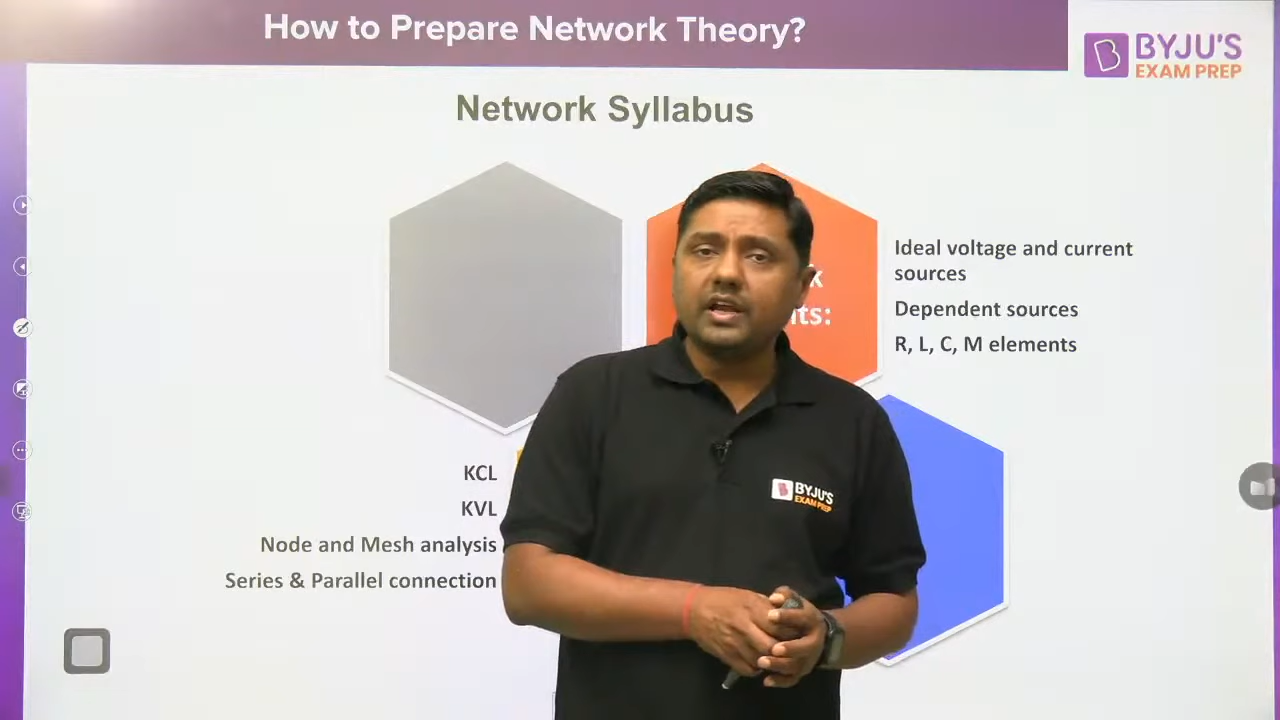 How to Prepare Network Theory?
BYJU'S
EXAM PREP
Network Syllabus
Ideal voltage and current
sources
Dependent sources
R, L, C, M elements
KCL
KVL
Node and Mesh analysis
Series & Parallel connection
BYJU'S
EXAM PREP